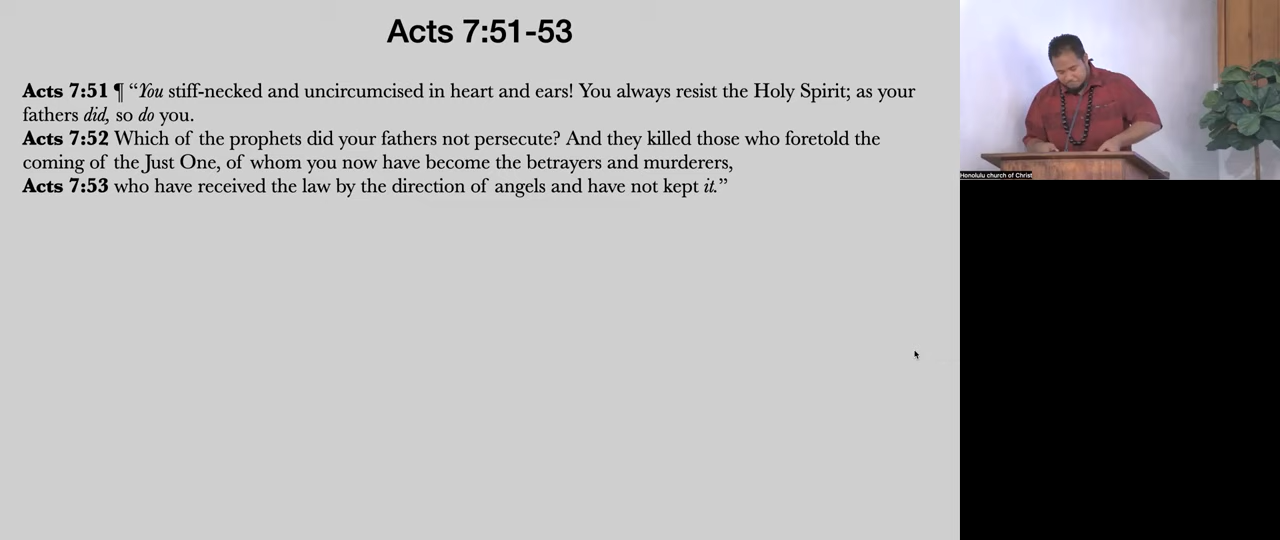 Acts 7:51-53
Acts 7:51 ¶ “You stiff-necked and uncircumcised in heart and ears! You always resist the Holy Spirit; as your
fathers did, so do you.
Acts 7:52 Which of the prophets did your fathers not persecute? And they killed those who foretold the
coming of the Just One, of whom you now have become the betrayers and murderers,
Acts 7:53 who have received the law by the direction of angels and have not kept it.”
Honolulu church of Christ